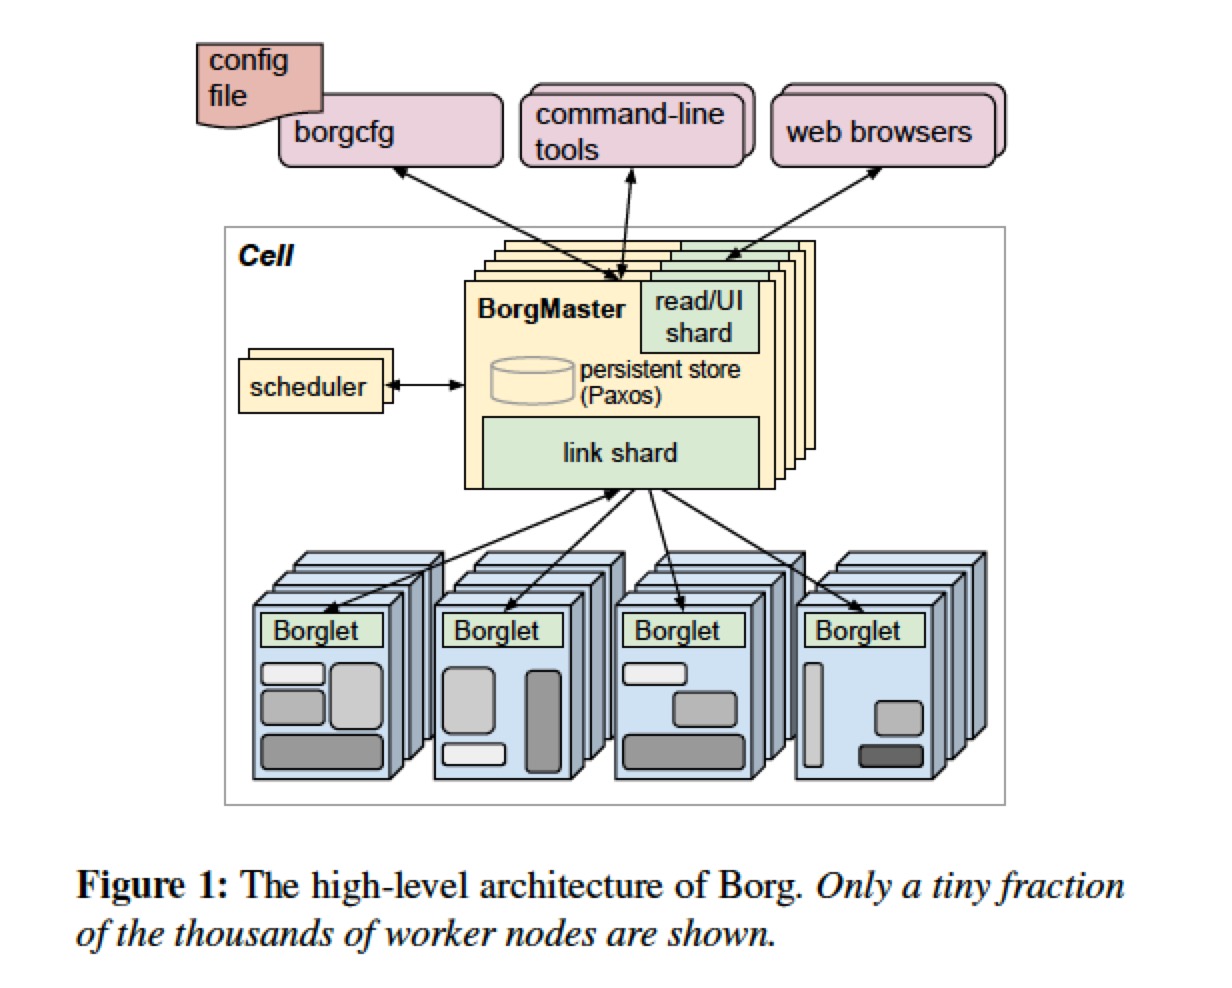 config
file
borgcfg
command-line
tools
web browsers
Cell
BorgMaster
read/UI
shard
persistent store
(Paxos)
scheduler
link shard
Borglet
Borglet
Borglet
Borglet
Figure 1: The high-level architecture of Borg. Only a tiny fraction
of the thousands of worker nodes are shown.